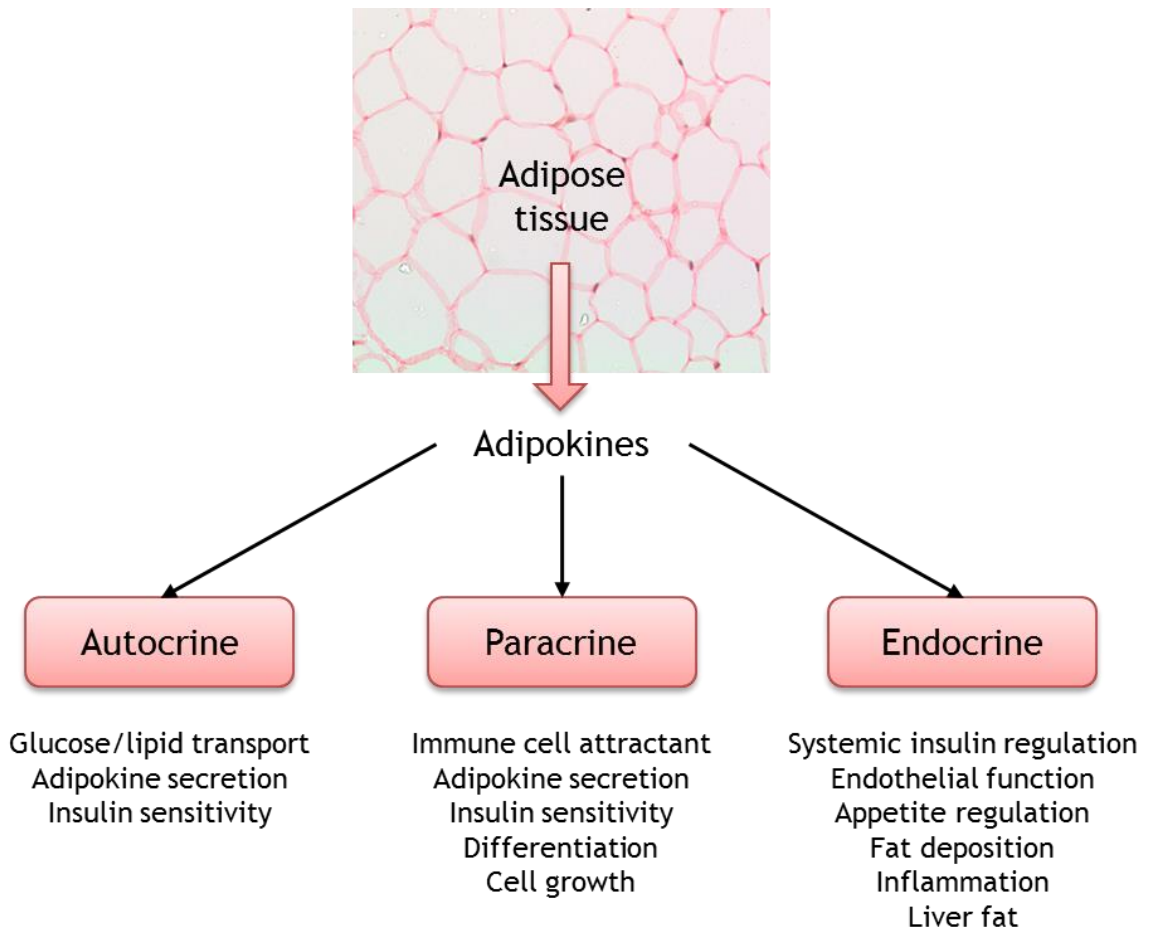 Adipose
tissue
Adipokines
Autocrine
Glucose/lipid transport
Adipokine secretion
Insulin sensitivity
Paracrine
Immune cell attractant
Adipokine secretion
Insulin sensitivity
Differentiation
Cell growth
Endocrine
Systemic insulin regulation
Endothelial function
Appetite regulation
Fat deposition
Inflammation
Liver fat